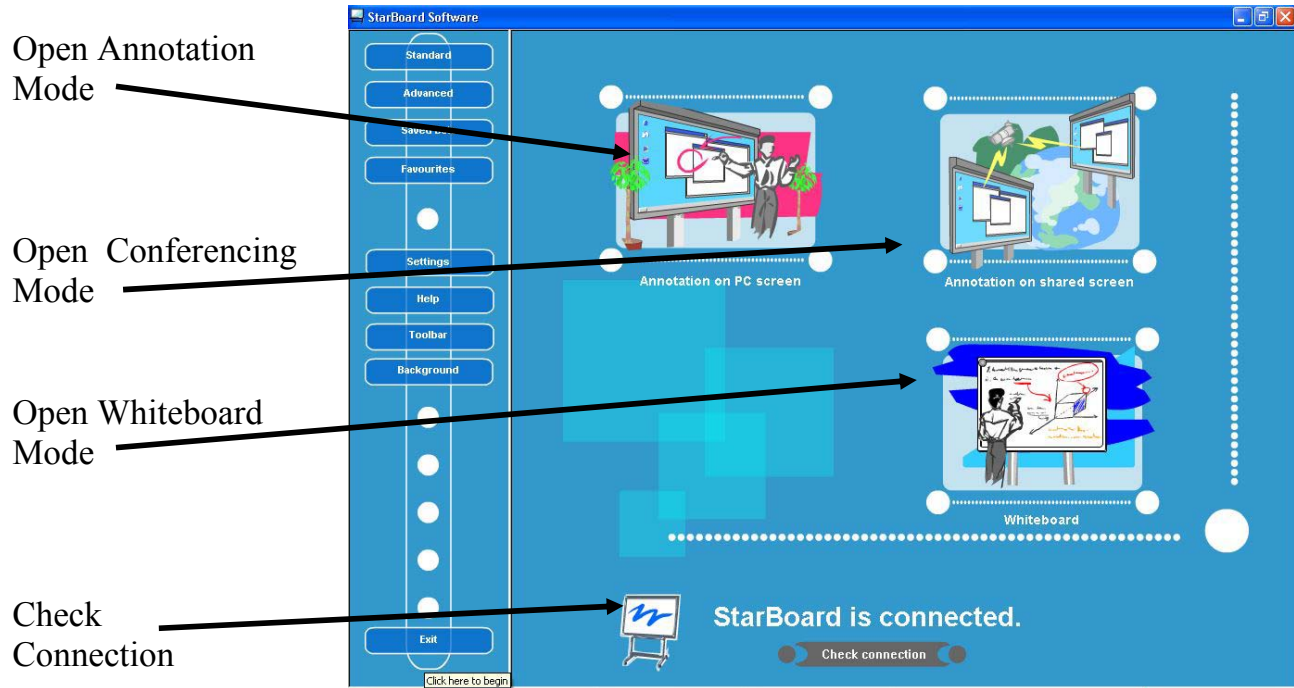 StarBoard Software
Open Annotation
Mode
Open Conferencing
Mode
Open Whiteboard
Mode
Check
Connection
Standard
Advanced
Saved
Favourites
Settings
Help
Toolbar
Background
Exit
Click here to begin
Annotation on PC screen
Annotation on shared screen
Whiteboard
StarBoard is connected.
Check connection